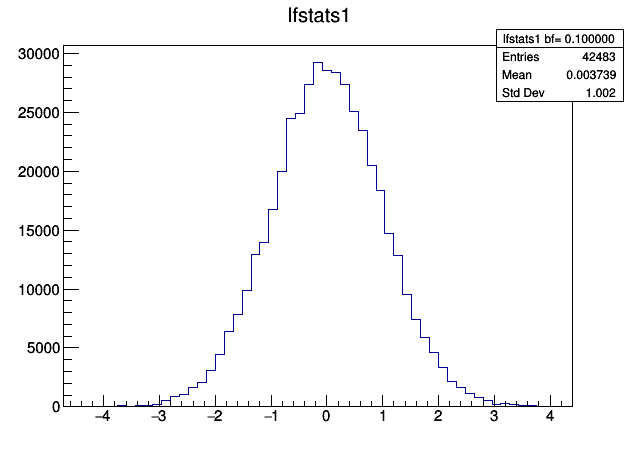 lfstats1
lfstats1 bf= 0.100000
Entries 42483
Mean 0.003739
Std Dev 1.002
30000
25000
20000
15000
10000
5000
0
−4 −3 −2 −1 0 1 2 3 4